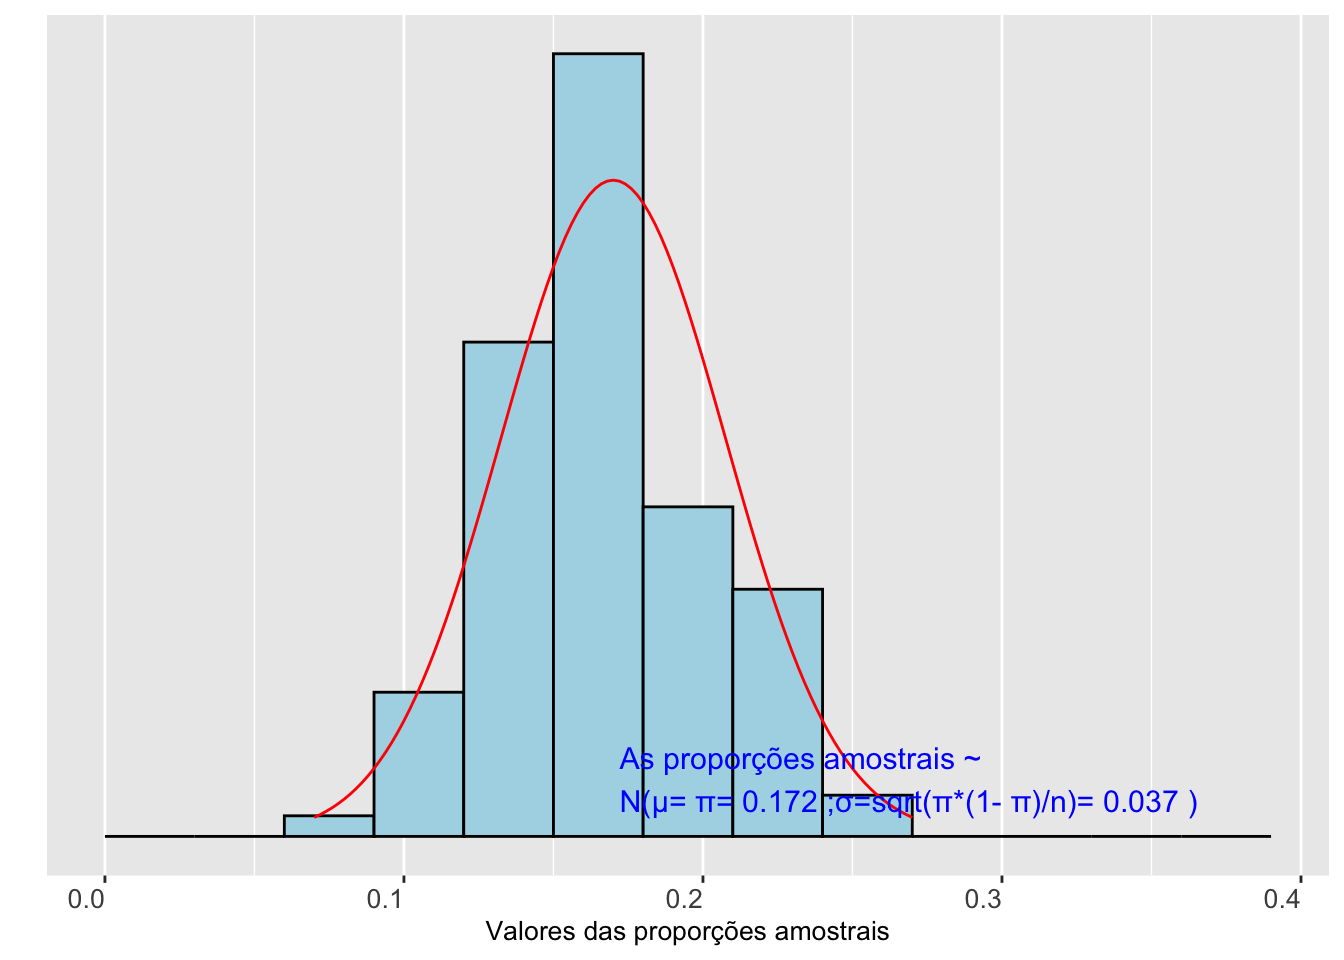 As proporções amostrais ~
N(μ= π= 0.172 ;σ=sqrt(π*(1- π)/n)= 0.037 )
0.0 0.1 0.2 0.3 0.4
Valores das proporções amostrais